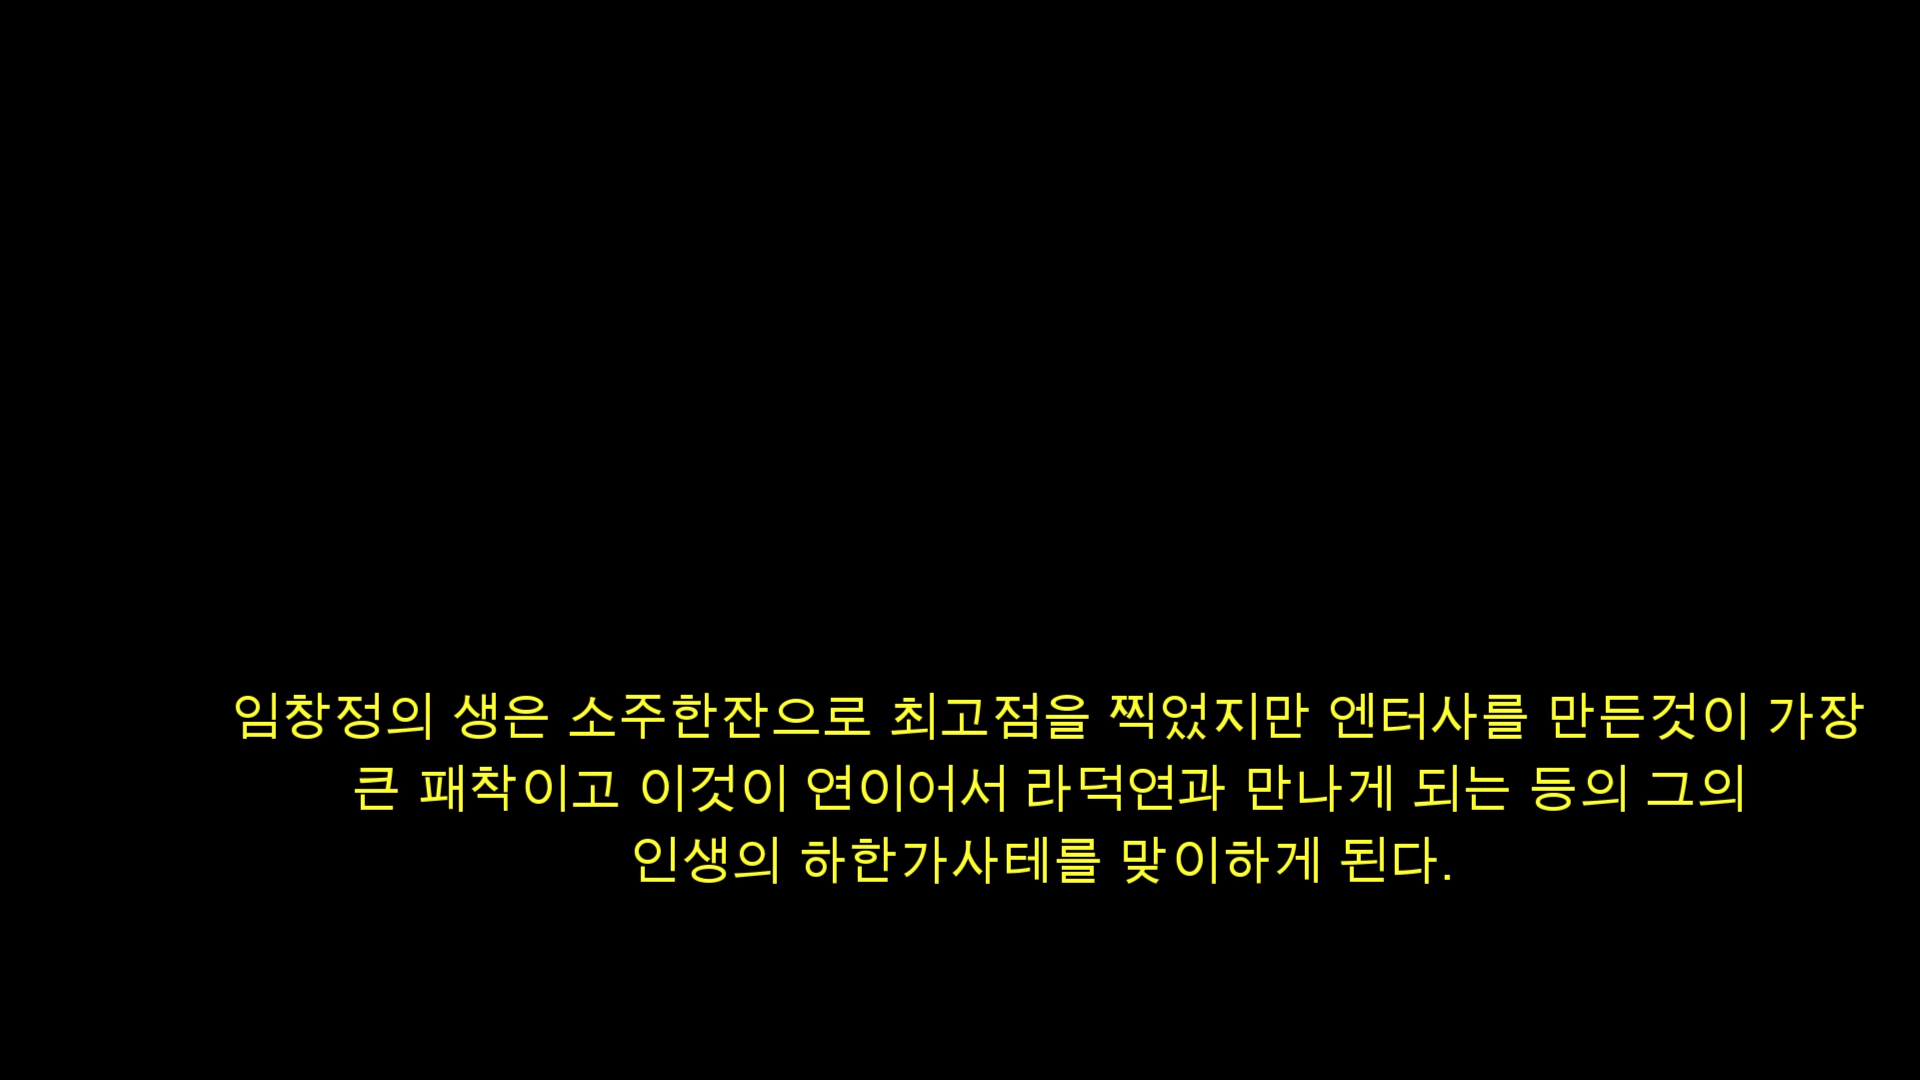 임창정의 생은 소주한잔으로 최고점을 찍었지만 엔터사를 만든것이 가장
큰 패착이고 이것이 연이어서 라덕연과 만나게 되는 등의 그의
인생의 하한가사테를 맞이하게 된다.